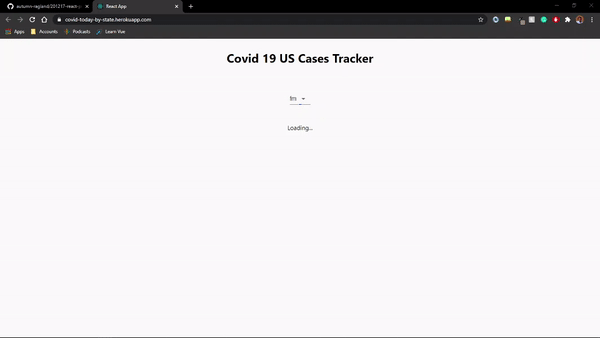 autumn-ragland/201217-react-p
React App
covid-today-by-state.herokuapp.com
Apps
Accounts
Podcasts
Learn Vue
Covid 19 US Cases Tracker
Loading...